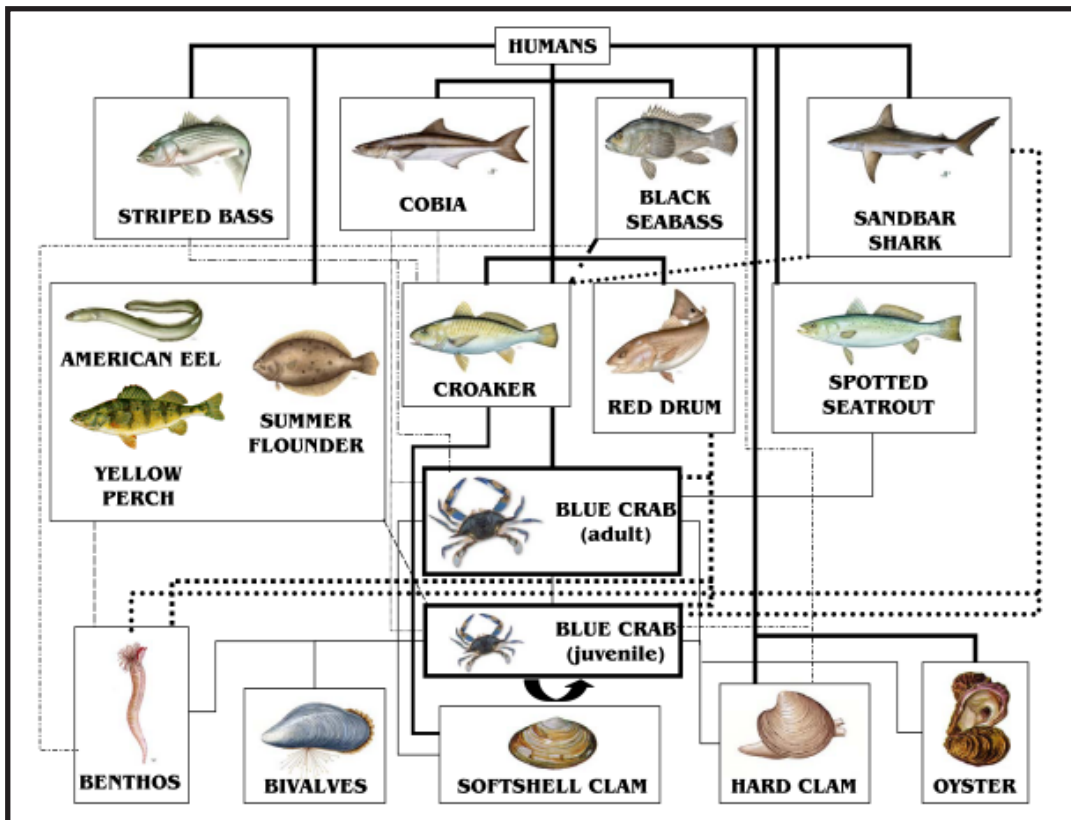 HUMANS
STRIPED BASS
COBIA
BLACK
SEABASS
SANDBAR
SHARK
AMERICAN EEL
YELLOW
PERCH
SUMMER
FLOUNDER
CROAKER
RED DRUM
SPOTTED
SEATROUT
BLUE CRAB
(adult)
BLUE CRAB
(juvenile)
BENTHOS
BIVALVES
SOFTSHELL CLAM
HARD CLAM
OYSTER